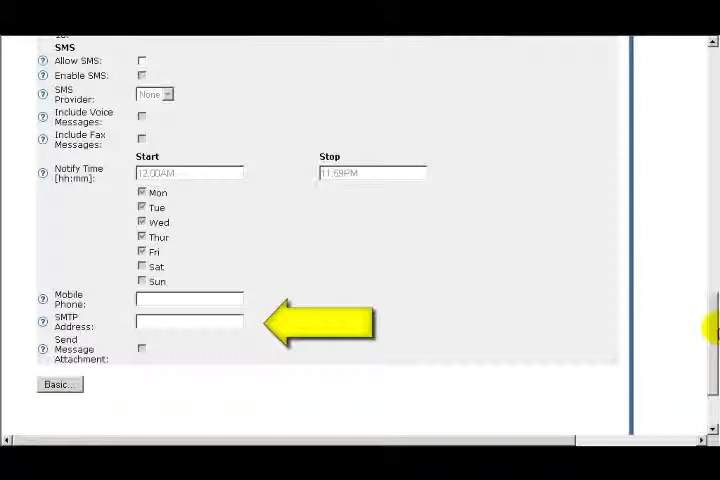 SMS
? Allow SMS:
? Enable SMS:
? SMS Provider: None
? Include Voice Messages:
? Include Fax Messages:
Start Stop
? Notify Time [hh:mm]: 12:00AM 11:59PM
Mon
Tue
Wed
Thur
Fri
Sat
Sun
? Mobile Phone:
? SMTP Address:
? Send Message Attachment:
Basic...